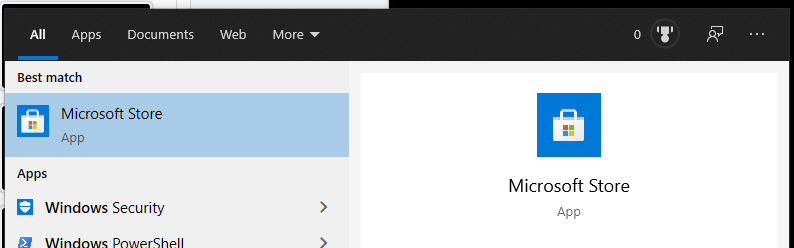 All Apps Documents Web More 0
Best match
Microsoft Store
App
Apps
Windows Security
Windows PowerShell
Microsoft Store
App